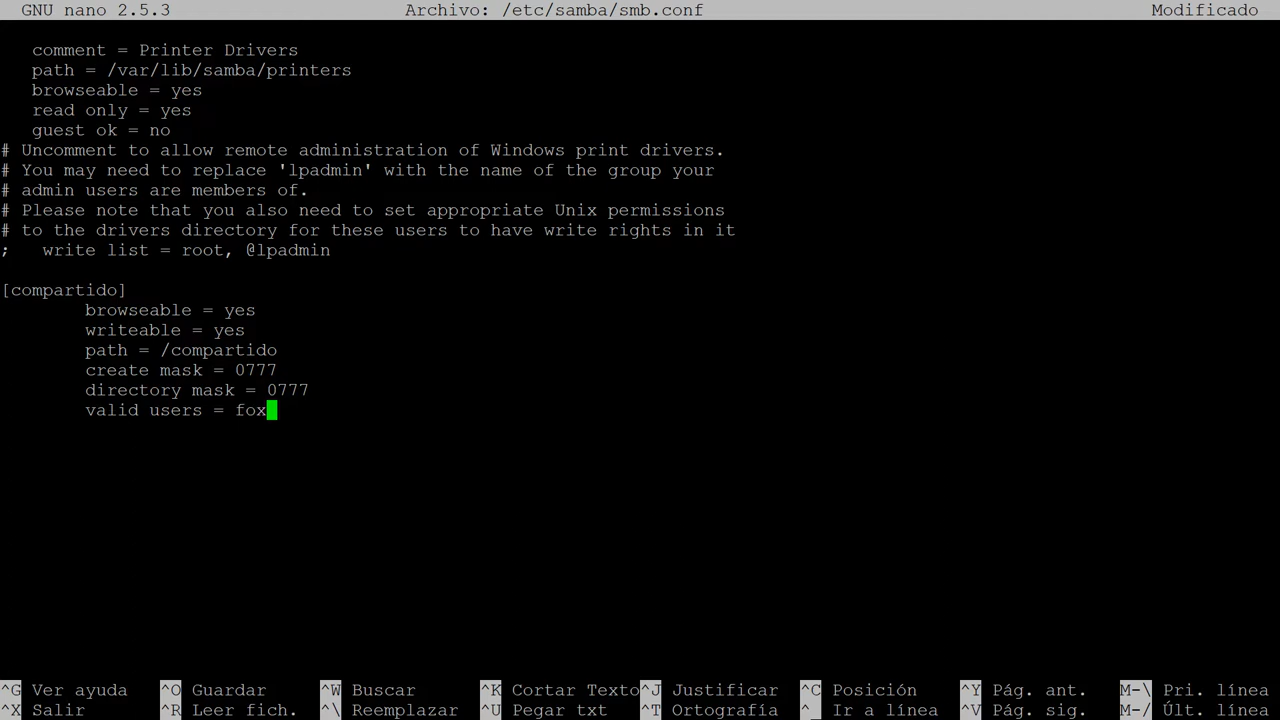 GNU nano 2.5.3 Archivo: /etc/samba/smb.conf Modificado
comment = Printer Drivers
path = /var/lib/samba/printers
browseable = yes
read only = yes
guest ok = no
# Uncomment to allow remote administration of Windows print drivers.
# You may need to replace 'lpadmin' with the name of the group your
# admin users are members of.
# Please note that you also need to set appropriate Unix permissions
# to the drivers directory for these users to have write rights in it
; write list = root, @lpadmin
[compartido]
browseable = yes
writeable = yes
path = /compartido
create mask = 0777
directory mask = 0777
valid users = fox
^G Ver ayuda ^O Guardar ^W Buscar ^K Cortar Texto ^J Justificar ^C Posición ^Y Pág. ant. M-\ Pri. línea
^X Salir ^R Leer fich. ^\ Reemplazar ^U Pegar txt ^T Ortografía ^_ Ir a línea ^V Pág. sig. M-/ Últ. línea